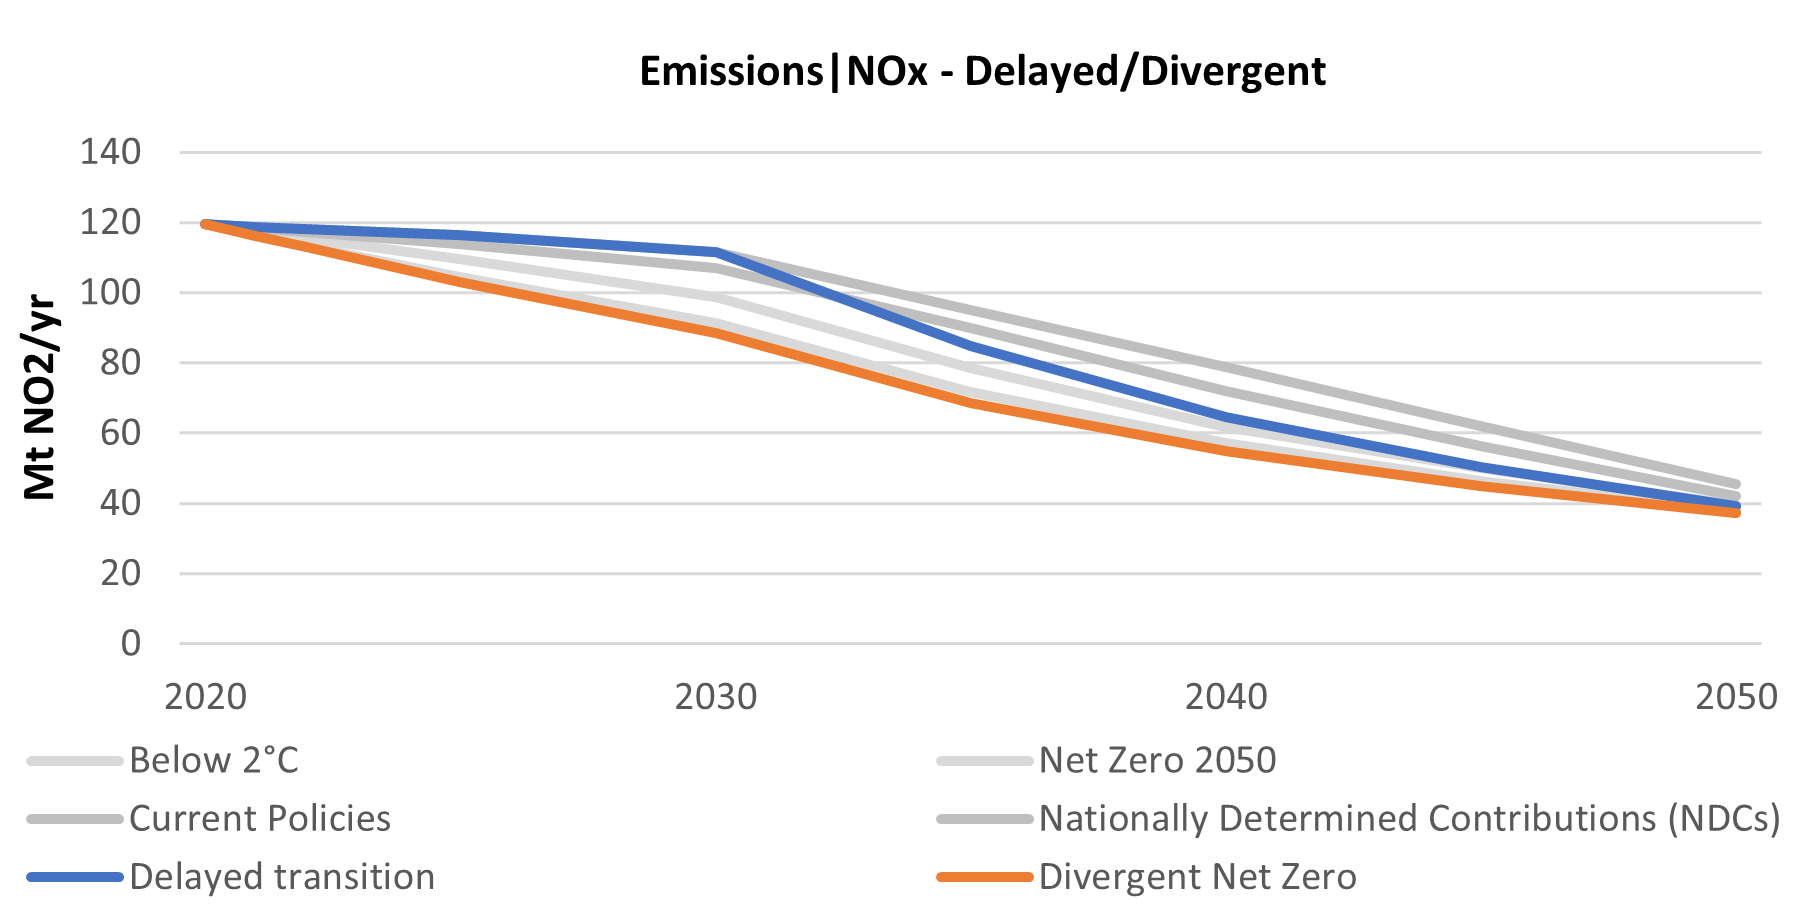 Emissions|NOx - Delayed/Divergent
Mt NO2/yr
140
120
100
80
60
40
20
0
2020 2030 2040 2050
Below 2°C Net Zero 2050
Current Policies Nationally Determined Contributions (NDCs)
Delayed transition Divergent Net Zero